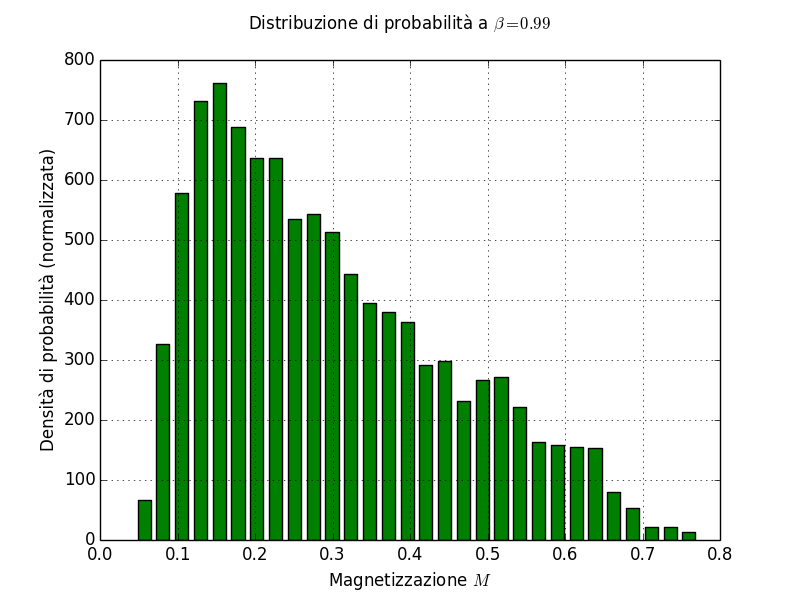 Distribuzione di probabilità a β=0.99
Densità di probabilità (normalizzata)
800
700
600
500
400
300
200
100
0
0.0 0.1 0.2 0.3 0.4 0.5 0.6 0.7 0.8
Magnetizzazione M